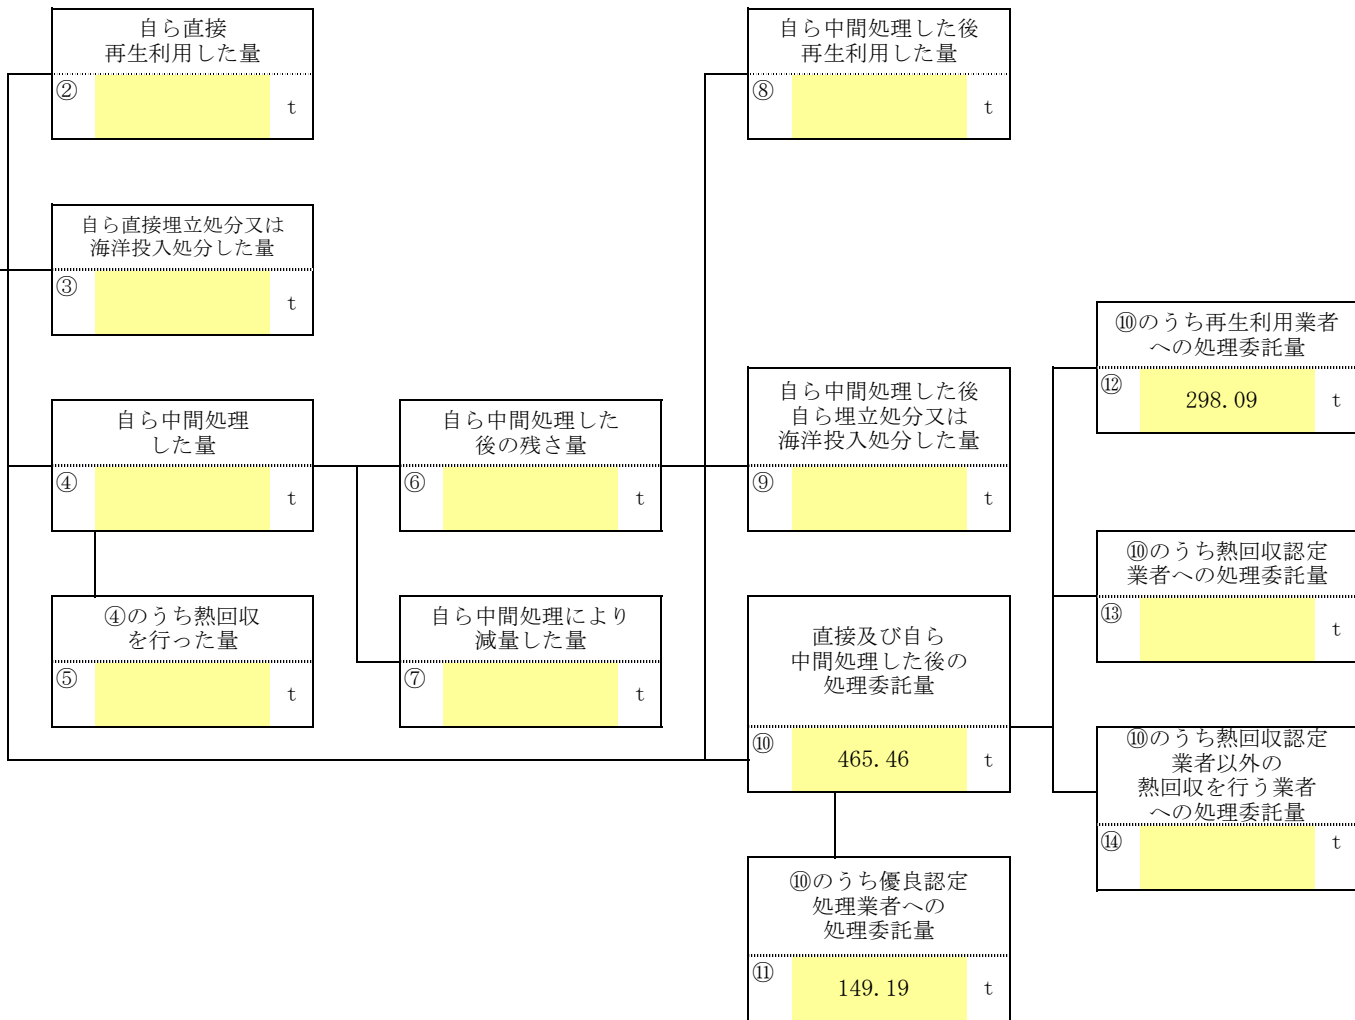 自ら直接
再生利用した量
②
t
自ら直接埋立処分又は
海洋投入処分した量
③
t
自ら中間処理
した量
④
t
④のうち熱回収
を行った量
⑤
t
自ら中間処理した
後の残さ量
⑥
t
自ら中間処理により
減量した量
⑦
t
自ら中間処理した後
再生利用した量
⑧
t
自ら中間処理した後
自ら埋立処分又は
海洋投入処分した量
⑨
t
直接及び自ら
中間処理した後の
処理委託量
⑩ 465.46 t
⑩のうち優良認定
処理業者への
処理委託量
⑪ 149.19 t
⑩のうち再生利用業者
への処理委託量
⑫ 298.09 t
⑩のうち熱回収認定
業者への処理委託量
⑬
t
⑩のうち熱回収認定
業者以外の
熱回収を行う業者
への処理委託量
⑭
t